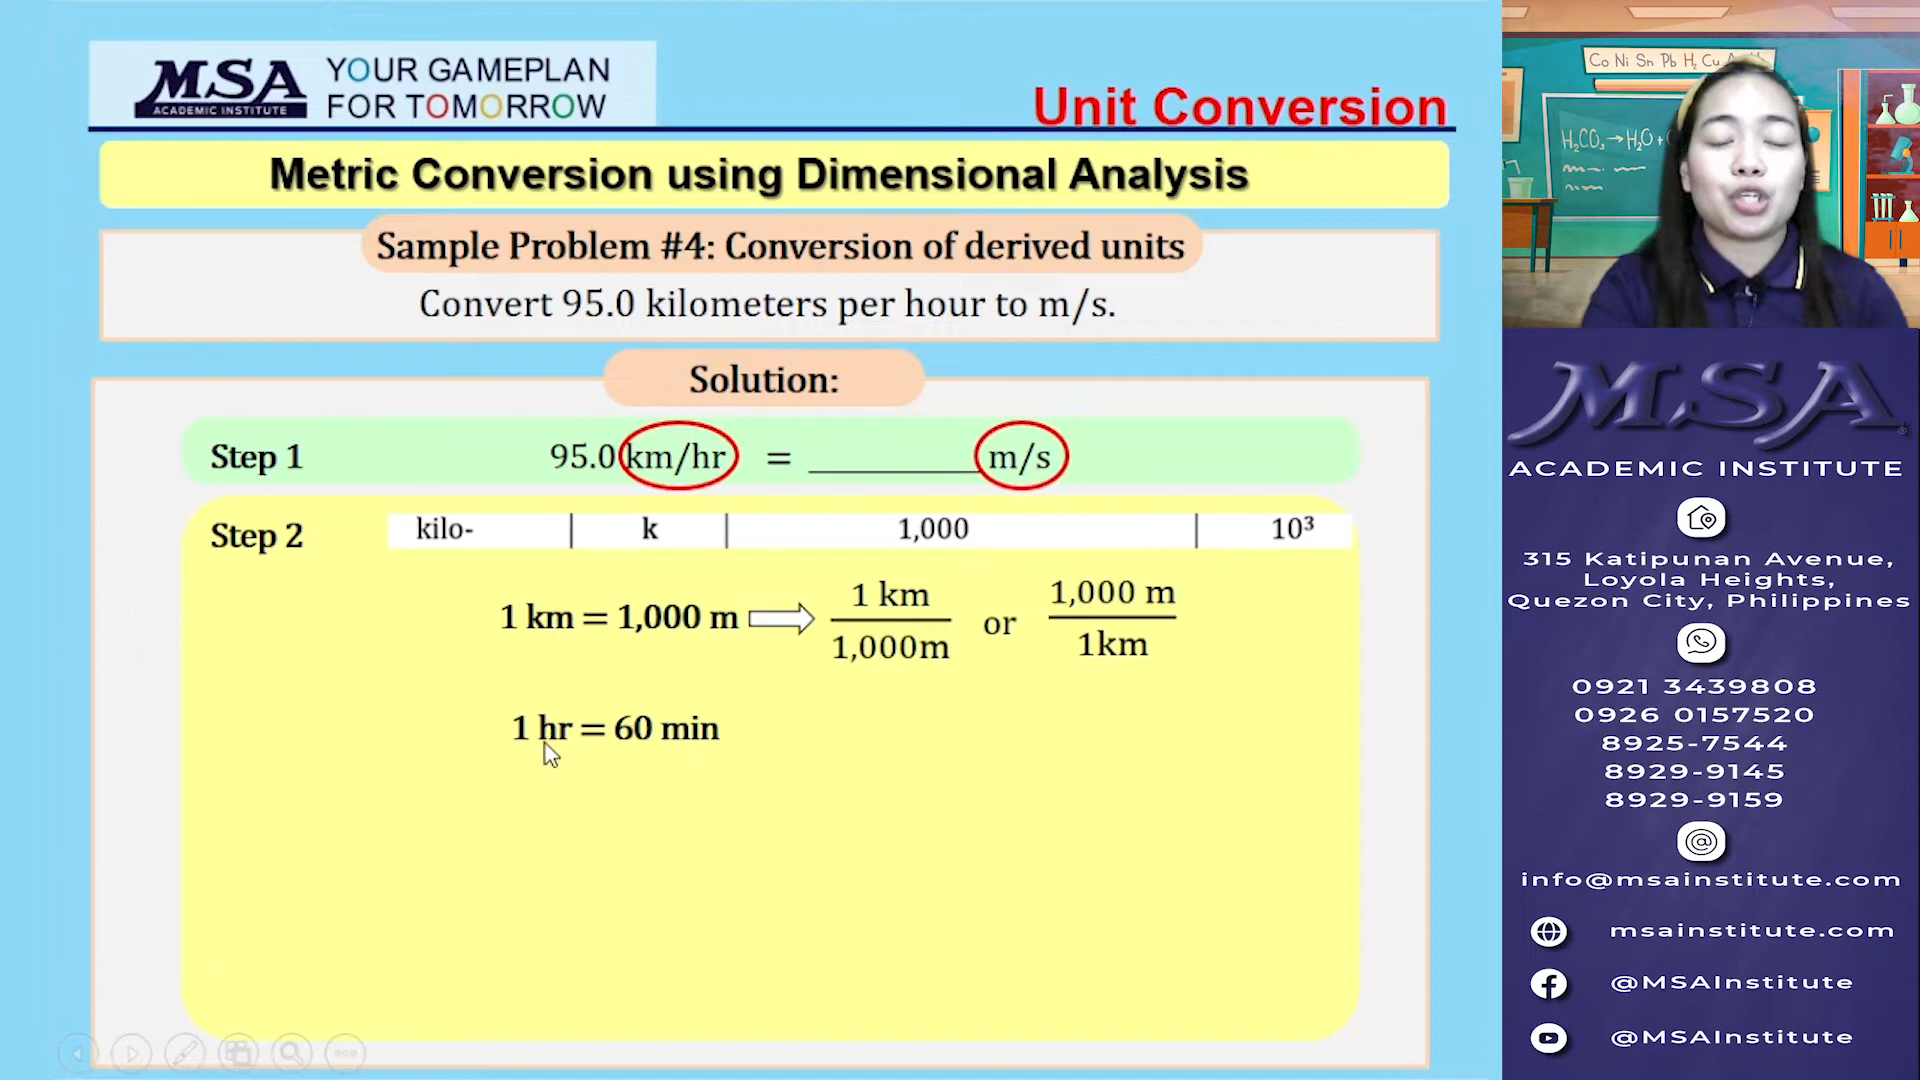 MSA
ACADEMIC INSTITUTE
YOUR GAMEPLAN
FOR TOMORROW
Unit Conversion
Metric Conversion using Dimensional Analysis
Sample Problem #4: Conversion of derived units
Convert 95.0 kilometers per hour to m/s.
Solution:
Step 1 95.0 km/hr = ________ m/s
Step 2 kilo- | k | 1,000 | 10³
1 km = 1,000 m ⇨ 1 km / 1,000m or 1,000 m / 1km
1 hr = 60 min
Co Ni Sn Pb H₂ Cu
H₂CO₃→H₂O+
MSA
ACADEMIC INSTITUTE
315 Katipunan Avenue,
Loyola Heights,
Quezon City, Philippines
0921 3439808
0926 0157520
8925-7544
8929-9145
8929-9159
info@msainstitute.com
msainstitute.com
@MSAInstitute
@MSAInstitute